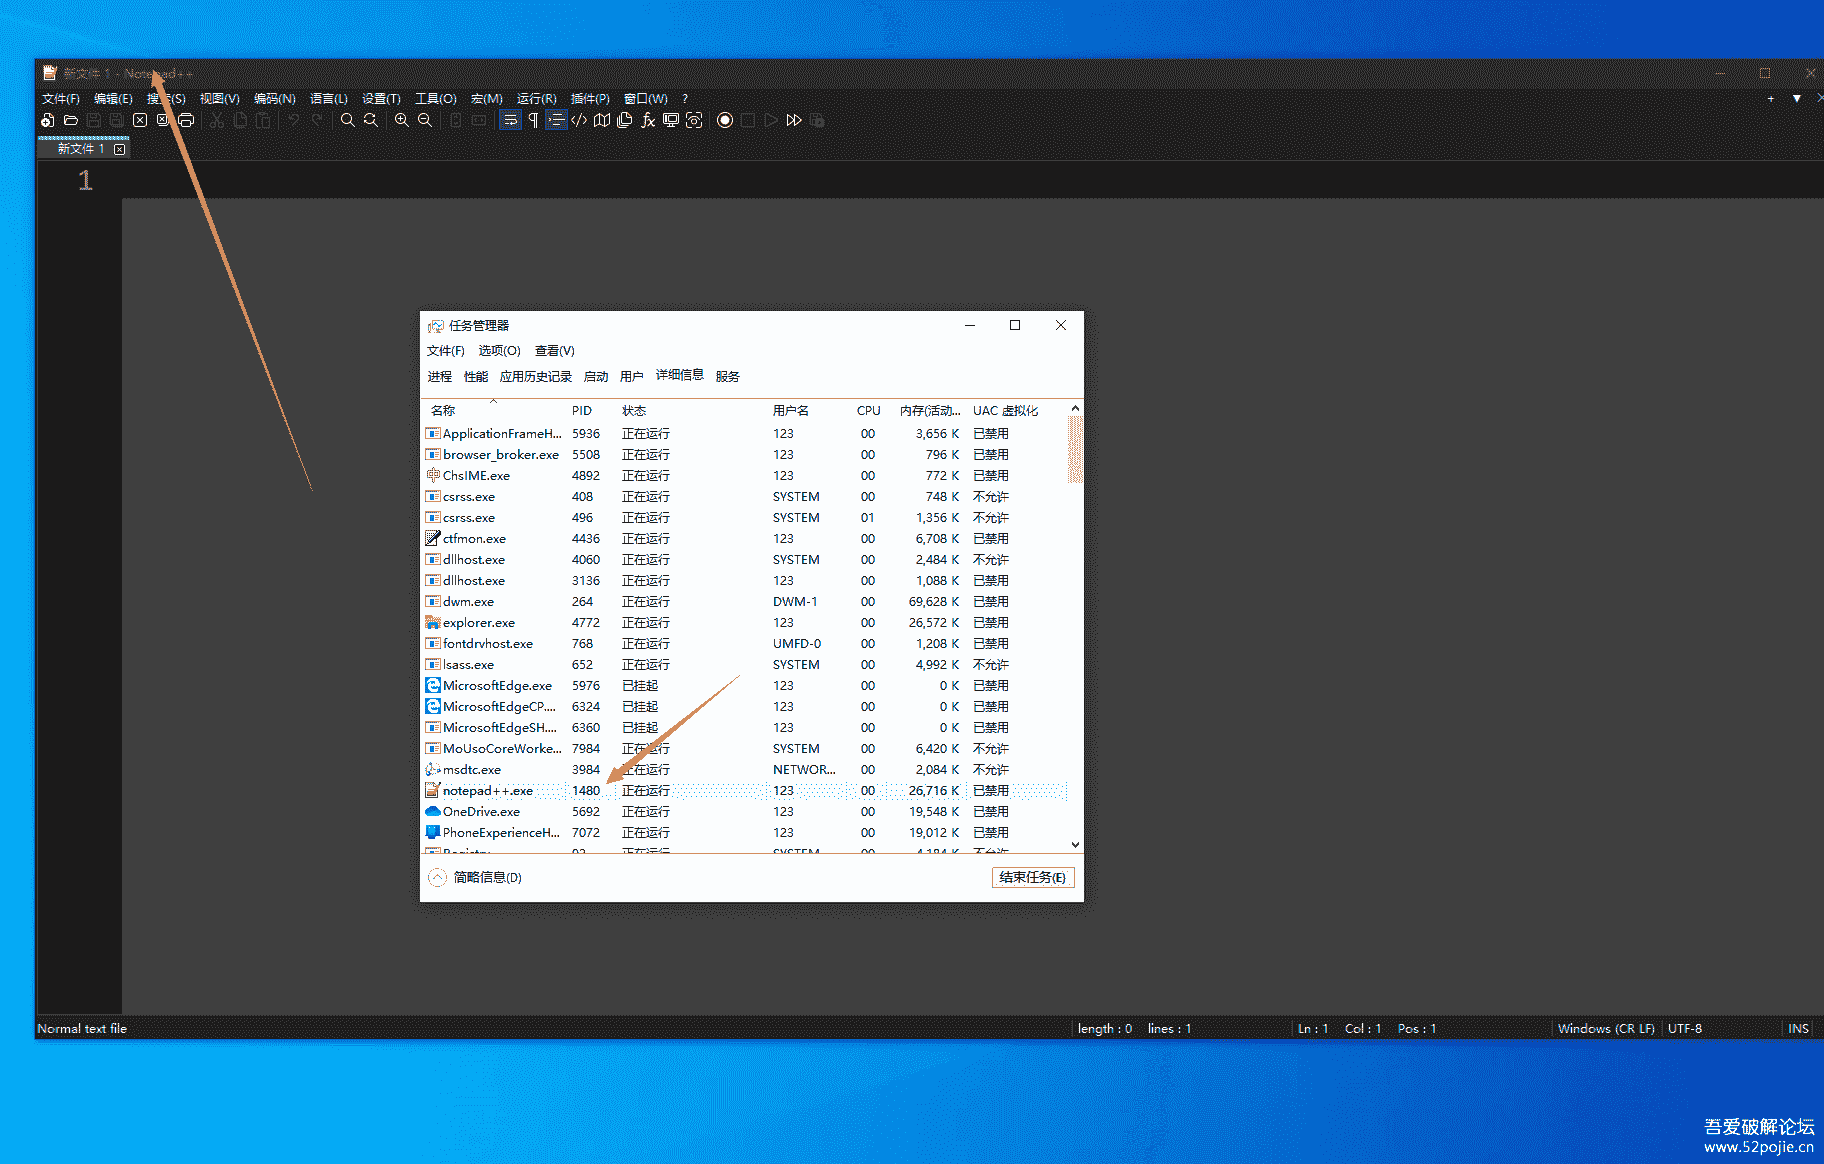 新文件 1 - Notepad++
文件(F) 编辑(E) 搜索(S) 视图(V) 编码(N) 语言(L) 设置(T) 工具(O) 宏(M) 运行(R) 插件(P) 窗口(W) ?
新文件 1
1
任务管理器
文件(F) 选项(O) 查看(V)
进程 性能 应用历史记录 启动 用户 详细信息 服务
名称 PID 状态 用户名 CPU 内存(活动... UAC 虚拟化
ApplicationFrameH... 5936 正在运行 123 00 3,656 K 已禁用
browser_broker.exe 5508 正在运行 123 00 796 K 已禁用
ChsIME.exe 4892 正在运行 123 00 772 K 已禁用
csrss.exe 408 正在运行 SYSTEM 00 748 K 不允许
csrss.exe 496 正在运行 SYSTEM 01 1,356 K 不允许
ctfmon.exe 4436 正在运行 123 00 6,708 K 已禁用
dllhost.exe 4060 正在运行 SYSTEM 00 2,484 K 不允许
dllhost.exe 3136 正在运行 123 00 1,088 K 已禁用
dwm.exe 264 正在运行 DWM-1 00 69,628 K 已禁用
explorer.exe 4772 正在运行 123 00 26,572 K 已禁用
fontdrvhost.exe 768 正在运行 UMFD-0 00 1,208 K 已禁用
lsass.exe 652 正在运行 SYSTEM 00 4,992 K 不允许
MicrosoftEdge.exe 5976 已挂起 123 00 0 K 已禁用
MicrosoftEdgeCP.... 6324 已挂起 123 00 0 K 已禁用
MicrosoftEdgeSH.... 6360 已挂起 123 00 0 K 已禁用
MoUsoCoreWorke... 7984 正在运行 SYSTEM 00 6,420 K 不允许
msdtc.exe 3984 正在运行 NETWOR... 00 2,084 K 不允许
notepad++.exe 1480 正在运行 123 00 26,716 K 已禁用
OneDrive.exe 5692 正在运行 123 00 19,548 K 已禁用
PhoneExperienceH... 7072 正在运行 123 00 19,012 K 已禁用
Registry 92 正在运行 SYSTEM 00 4,184 K 不允许
简略信息(D) 结束任务(E)
Normal text file length : 0 lines : 1 Ln : 1 Col : 1 Pos : 1 Windows (CR LF) UTF-8 INS
吾爱破解论坛
www.52pojie.cn